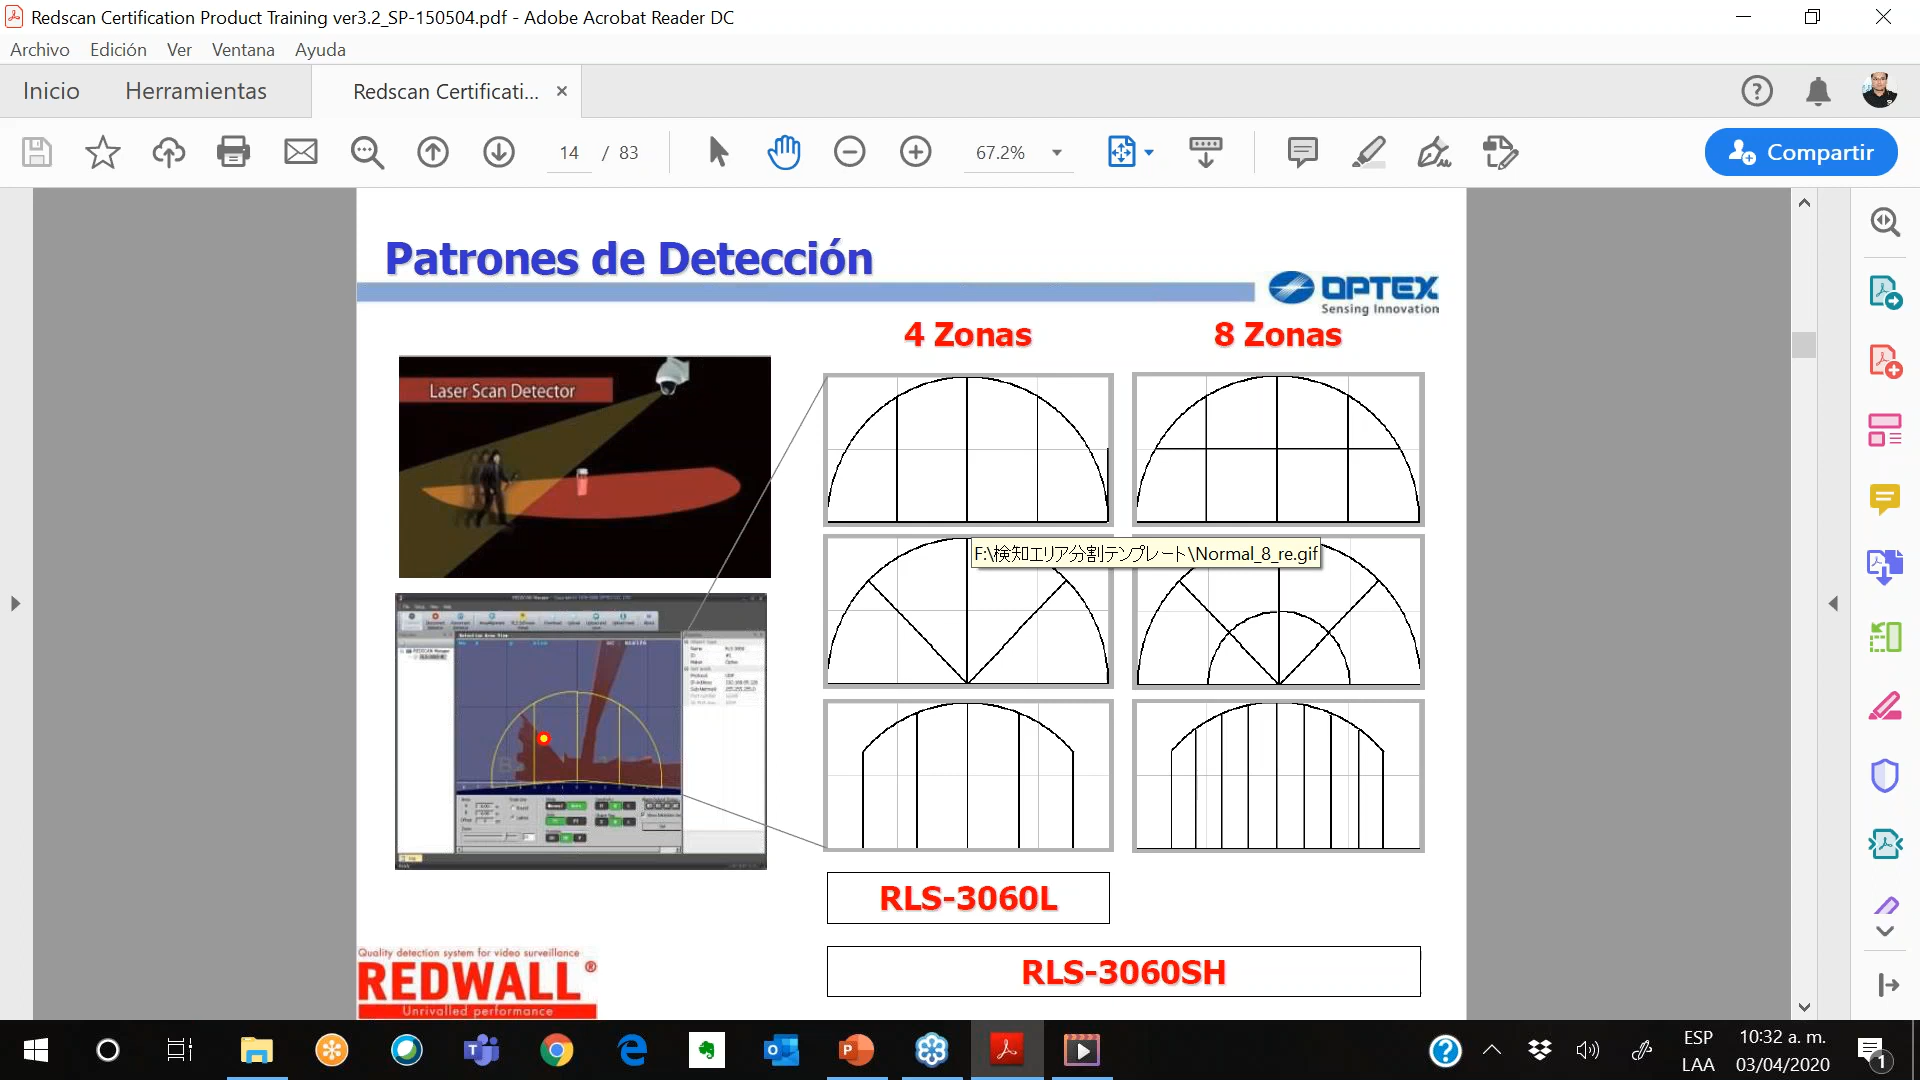 Redscan Certification Product Training ver3.2_SP-150504.pdf - Adobe Acrobat Reader DC
Archivo Edición Ver Ventana Ayuda
Inicio Herramientas Redscan Certificati... ×
14 / 83 67.2% Compartir
Patrones de Detección
OPTEX
Sensing Innovation
4 Zonas 8 Zonas
Laser Scan Detector
F:\検知エリア分割テンプレート\Normal_8_re.gif
RLS-3060L
RLS-3060SH
Quality detection system for video surveillance
REDWALL®
Unrivalled performance
ESP 10:32 a. m.
LAA 03/04/2020
1